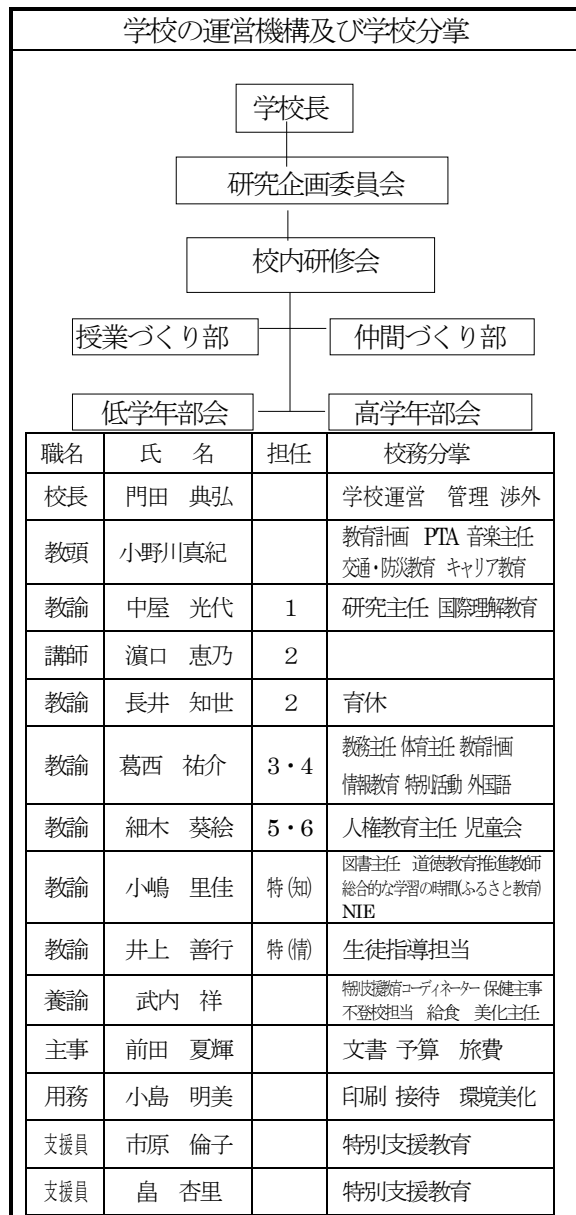 学校の運営機構及び学校分掌
学校長
研究企画委員会
校内研修会
授業づくり部 仲間づくり部
低学年部会 高学年部会
職名 氏 名 担任 校務分掌
校長 門田 典弘 学校運営 管理 渉外
教頭 小野川真紀 教育計画 PTA 音楽主任
交通・防災教育 キャリア教育
教諭 中屋 光代 1 研究主任 国際理解教育
講師 濵口 恵乃 2
教諭 長井 知世 2 育休
教諭 葛西 祐介 3・4 教務主任 体育主任 教育計画
情報教育 特別活動 外国語
教諭 細木 葵絵 5・6 人権教育主任 児童会
教諭 小嶋 里佳 特(知) 図書主任 道徳教育推進教師
総合的な学習の時間(ふるさと教育)
NIE
教諭 井上 善行 特(情) 生徒指導担当
養諭 武内 祥 特別支援教育コーディネーター 保健主事
不登校担当 給食 美化主任
主事 前田 夏輝 文書 予算 旅費
用務 小島 明美 印刷 接待 環境美化
支援員 市原 倫子 特別支援教育
支援員 畠 杏里 特別支援教育